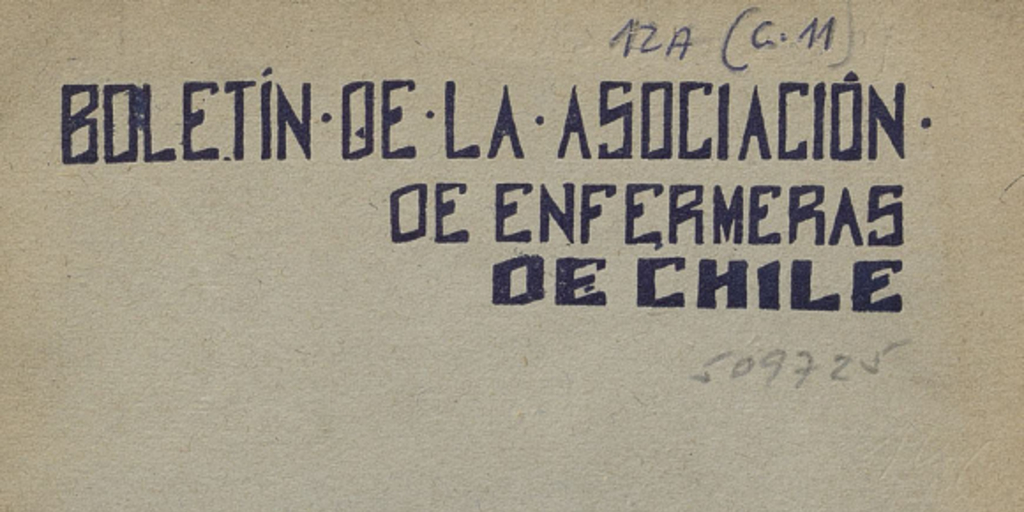 12A (G.11)
BOLETÍN·DE·LA·ASOCIACIÓN·
DE ENFERMERAS
DE CHILE
509725